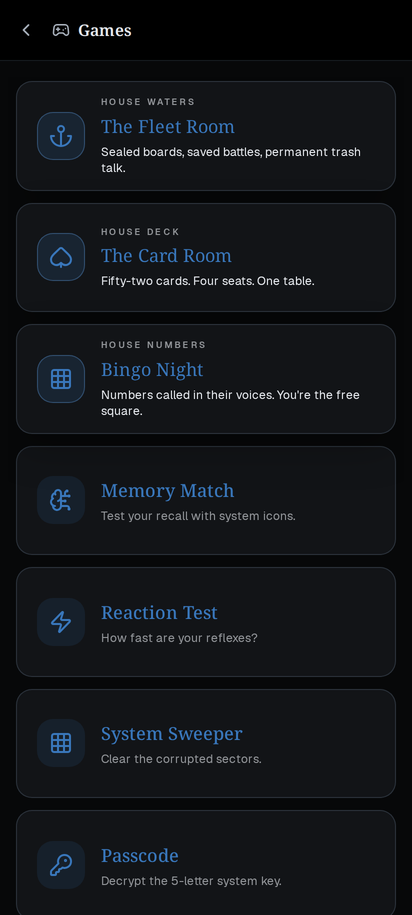 Games
HOUSE WATERS
The Fleet Room
Sealed boards, saved battles, permanent trash
talk.
HOUSE DECK
The Card Room
Fifty-two cards. Four seats. One table.
HOUSE NUMBERS
Bingo Night
Numbers called in their voices. You're the free
square.
Memory Match
Test your recall with system icons.
Reaction Test
How fast are your reflexes?
System Sweeper
Clear the corrupted sectors.
Passcode
Decrypt the 5-letter system key.